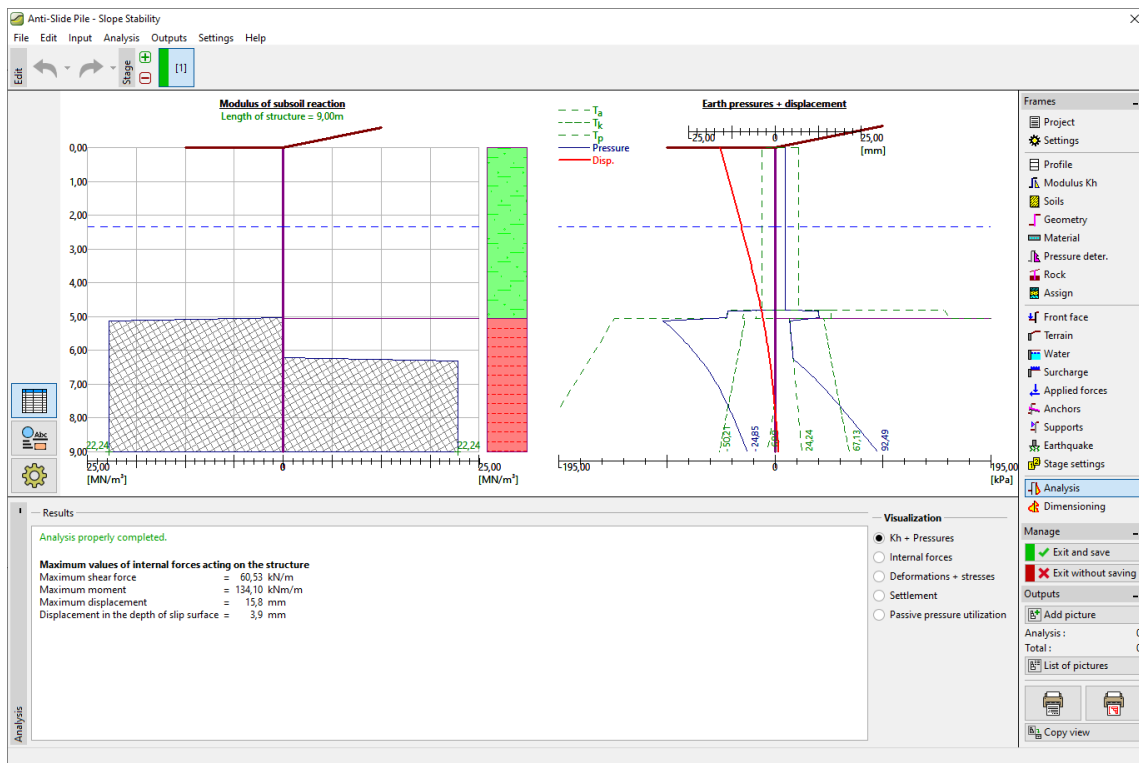 Anti-Slide Pile - Slope Stability
File Edit Input Analysis Outputs Settings Help
Edit
Stage
[1]
Modulus of subsoil reaction
Length of structure = 9,00m
0,00
1,00
2,00
3,00
4,00
5,00
6,00
7,00
8,00
9,00
22,24
22,24
25,00
0
25,00
[MN/m³]
[MN/m³]
Earth pressures + displacement
Ta
Tk
Tp
Pressure
Disp.
-25,00
0
25,00
[mm]
50,21
24,85
24,24
67,13
92,49
-195,00
0
195,00
[kPa]
Frames
Project
Settings
Profile
Modulus Kh
Soils
Geometry
Material
Pressure deter.
Rock
Assign
Front face
Terrain
Water
Surcharge
Applied forces
Anchors
Supports
Earthquake
Stage settings
Analysis
Dimensioning
Manage
Exit and save
Exit without saving
Outputs
Add picture
Analysis :
Total :
List of pictures
Copy view
Abc
Analysis
Results
Analysis properly completed.
Maximum values of internal forces acting on the structure
Maximum shear force = 60,53 kN/m
Maximum moment = 134,10 kNm/m
Maximum displacement = 15,8 mm
Displacement in the depth of slip surface = 3,9 mm
Visualization
Kh + Pressures
Internal forces
Deformations + stresses
Settlement
Passive pressure utilization